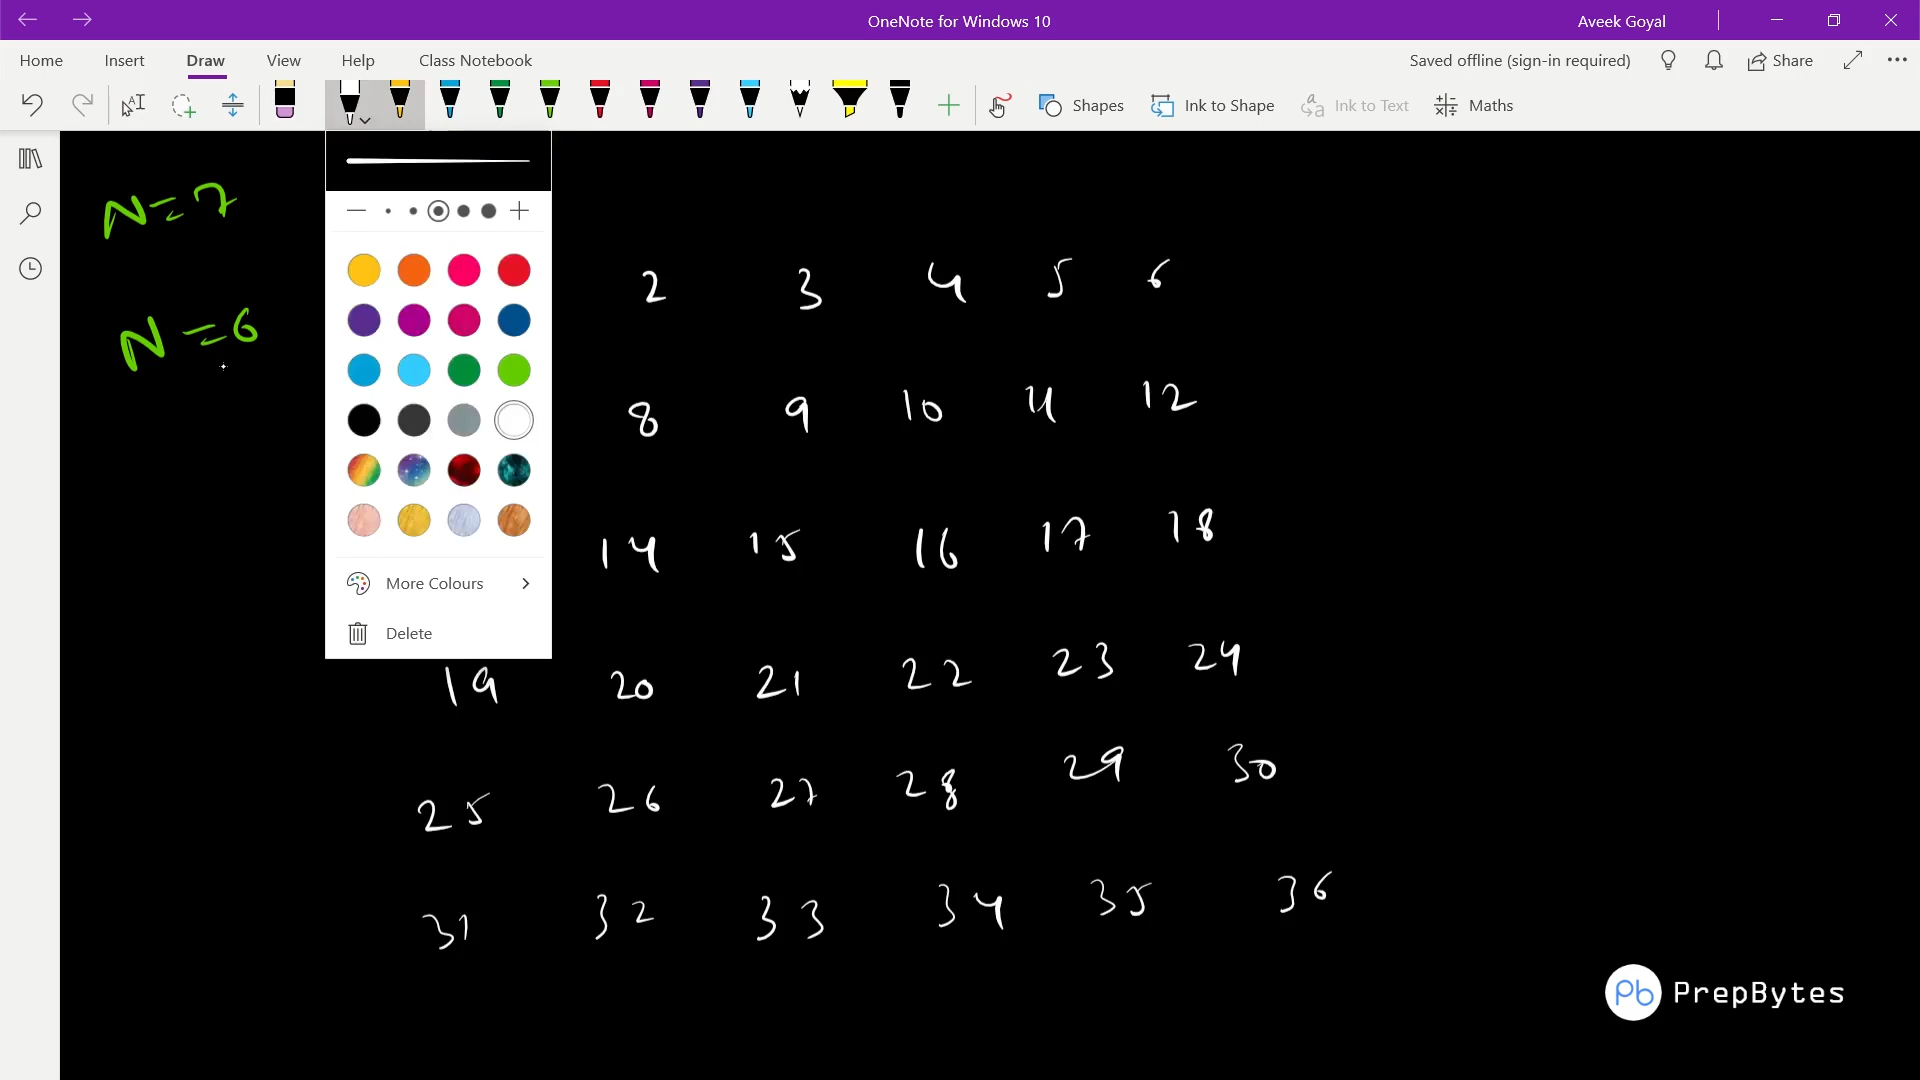 OneNote for Windows 10
Aveek Goyal
Home Insert Draw View Help Class Notebook
Saved offline (sign-in required) Share
Shapes Ink to Shape Ink to Text Maths
N=7
N=6
2 3 4 5 6
8 9 10 11 12
14 15 16 17 18
More Colours
Delete
19 20 21 22 23 24
25 26 27 28 29 30
31 32 33 34 35 36
Pb PrepBytes